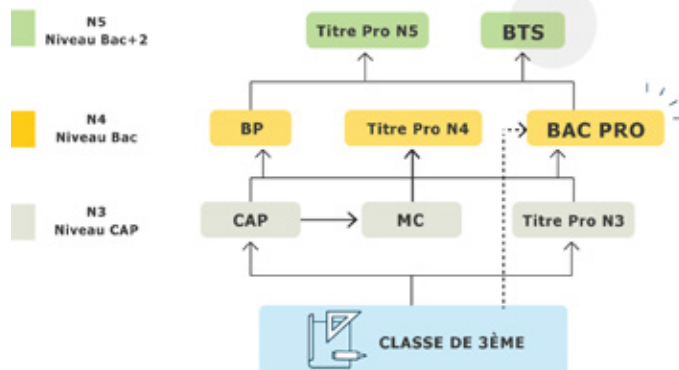 N5
Niveau Bac+2
Titre Pro N5
BTS
N4
Niveau Bac
BP
Titre Pro N4
BAC PRO
N3
Niveau CAP
CAP
MC
Titre Pro N3
CLASSE DE 3ÈME